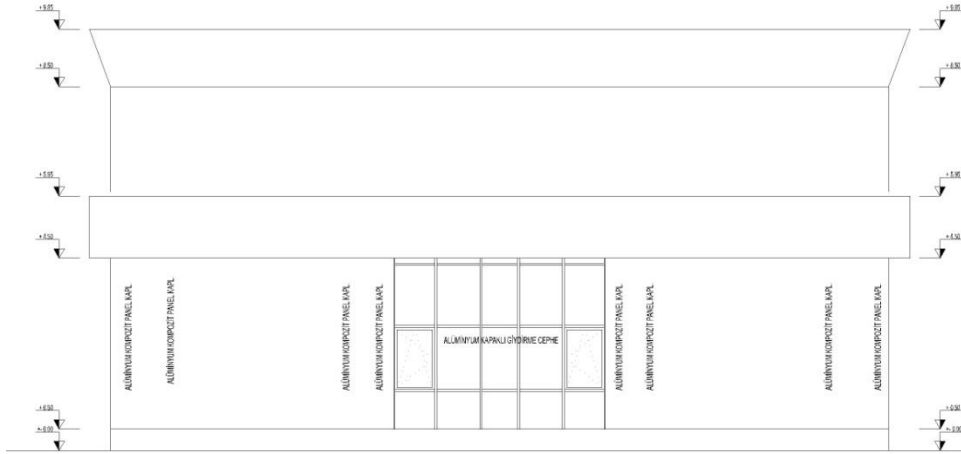 + 9.85
+ 9.85
+ 8.50
+ 8.50
+ 5.95
+ 5.95
+ 4.50
+ 4.50
ALÜMİNYUM KOMPOZİT PANEL KAPL.
ALÜMİNYUM KOMPOZİT PANEL KAPL.
ALÜMİNYUM KOMPOZİT PANEL KAPL.
ALÜMİNYUM KOMPOZİT PANEL KAPL.
ALÜMİNYUM KAPAKLI GİYDİRME CEPHE
ALÜMİNYUM KOMPOZİT PANEL KAPL.
ALÜMİNYUM KOMPOZİT PANEL KAPL.
ALÜMİNYUM KOMPOZİT PANEL KAPL.
ALÜMİNYUM KOMPOZİT PANEL KAPL.
+ 0.50
+ 0.50
+- 0.00
+- 0.00